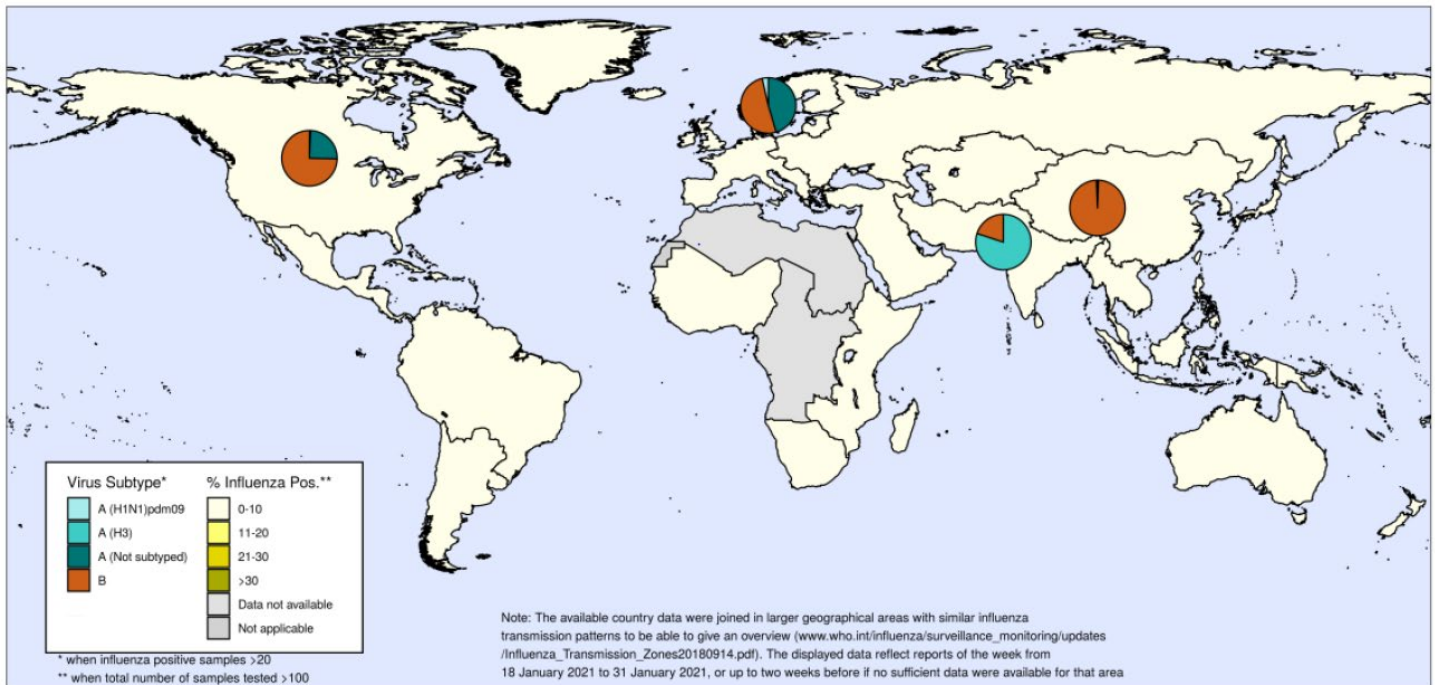 Virus Subtype*
A (H1N1)pdm09
A (H3)
A (Not subtyped)
B
% Influenza Pos.**
0-10
11-20
21-30
>30
Data not available
Not applicable
* when influenza positive samples >20
** when total number of samples tested >100
Note: The available country data were joined in larger geographical areas with similar influenza
transmission patterns to be able to give an overview (www.who.int/influenza/surveillance_monitoring/updates
/Influenza_Transmission_Zones20180914.pdf). The displayed data reflect reports of the week from
18 January 2021 to 31 January 2021, or up to two weeks before if no sufficient data were available for that area